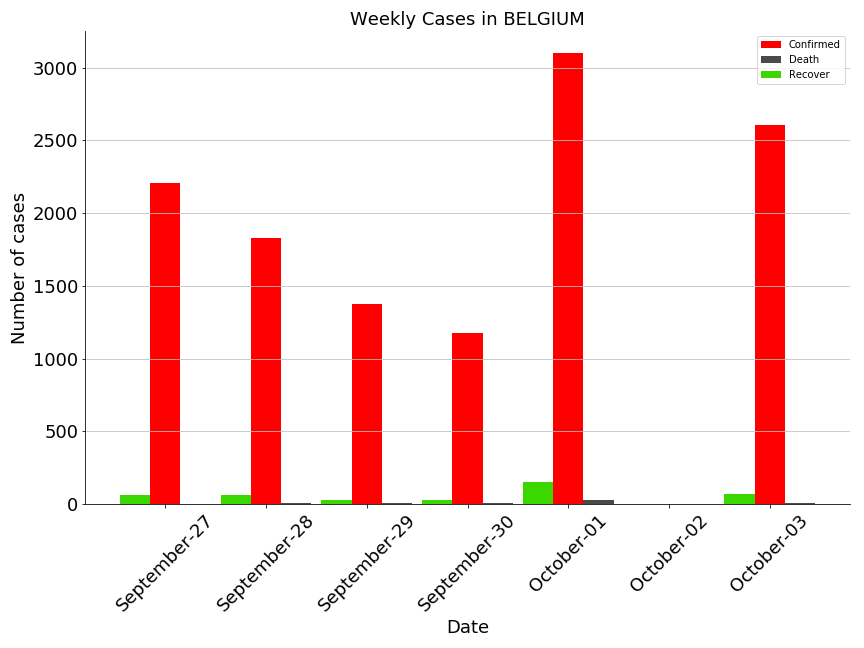 Weekly Cases in BELGIUM
Confirmed
Death
Recover
Number of cases
3000
2500
2000
1500
1000
500
0
September-27
September-28
September-29
September-30
October-01
October-02
October-03
Date